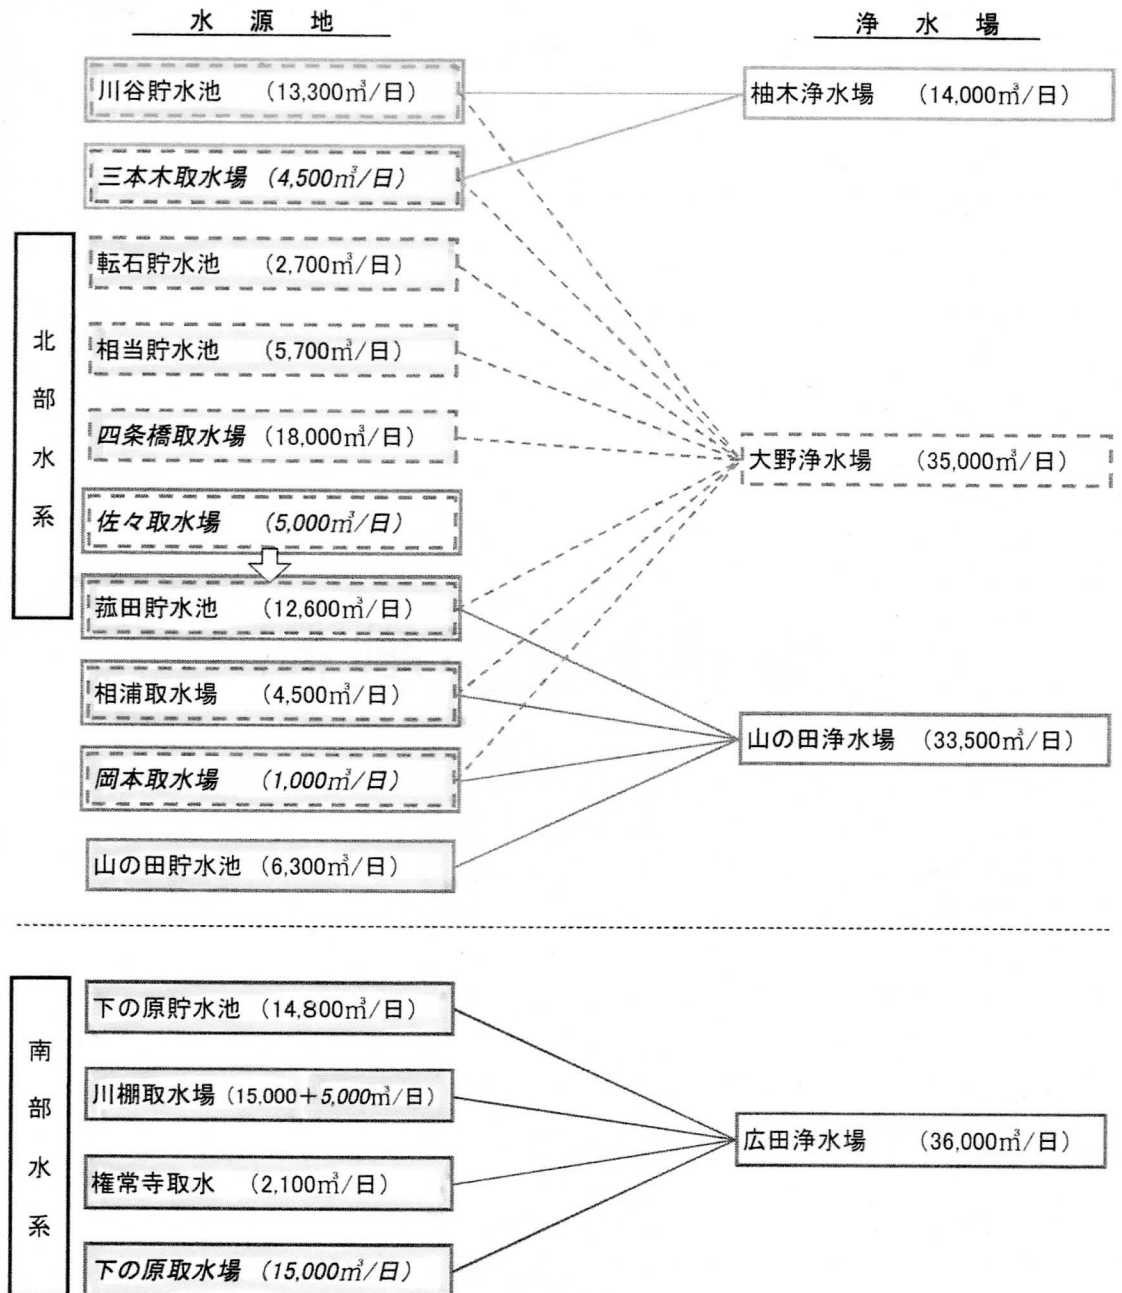 水 源 地
浄 水 場
川谷貯水池 (13,300㎥/日)
柚木浄水場 (14,000㎥/日)
三本木取水場 (4,500㎥/日)
北部水系
転石貯水池 (2,700㎥/日)
相当貯水池 (5,700㎥/日)
四条橋取水場 (18,000㎥/日)
大野浄水場 (35,000㎥/日)
佐々取水場 (5,000㎥/日)
菰田貯水池 (12,600㎥/日)
相浦取水場 (4,500㎥/日)
山の田浄水場 (33,500㎥/日)
岡本取水場 (1,000㎥/日)
山の田貯水池 (6,300㎥/日)
南部水系
下の原貯水池 (14,800㎥/日)
川棚取水場 (15,000+5,000㎥/日)
広田浄水場 (36,000㎥/日)
権常寺取水 (2,100㎥/日)
下の原取水場 (15,000㎥/日)